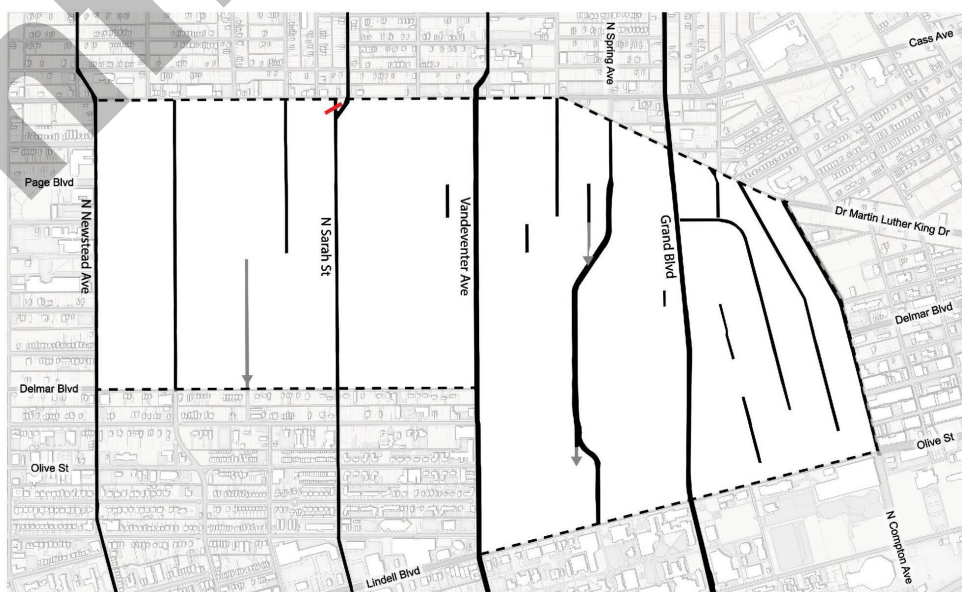 N Spring Ave
Cass Ave
Page Blvd
N Newstead Ave
N Sarah St
Vandeventer Ave
Grand Blvd
Dr Martin Luther King Dr
Delmar Blvd
Delmar Blvd
Olive St
Olive St
Lindell Blvd
N Compton Ave